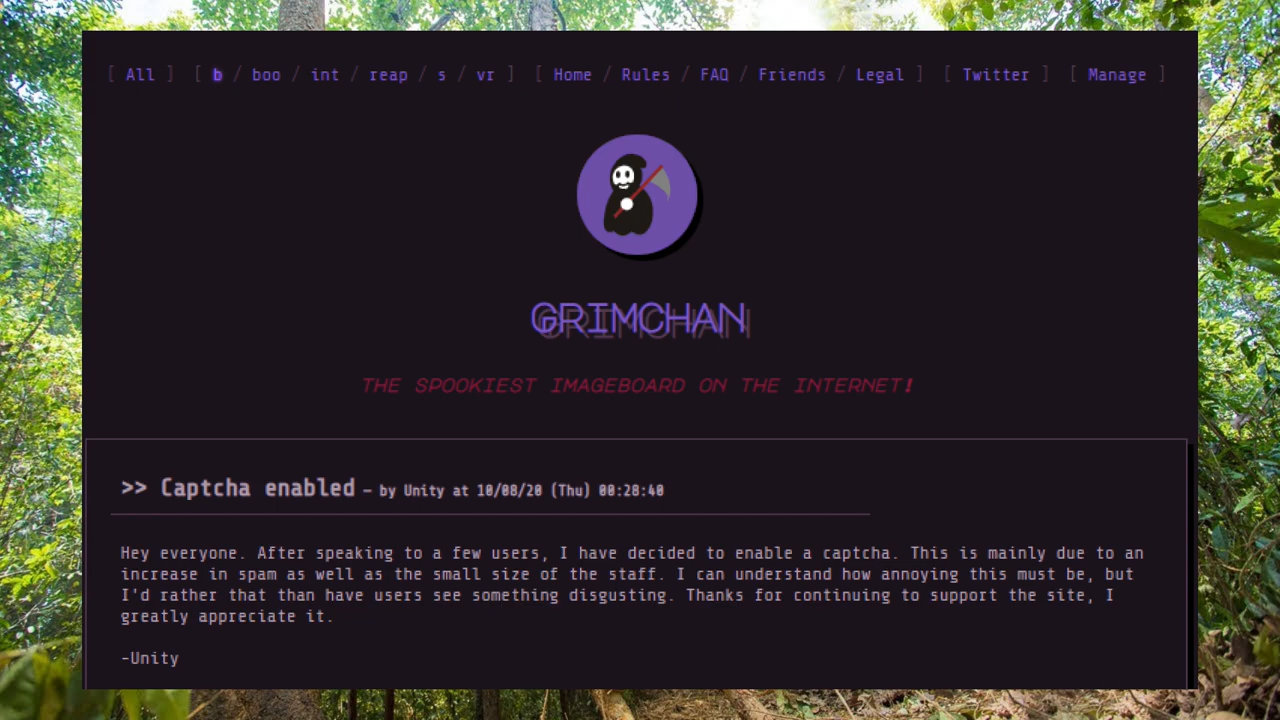 [ All ] [ b / boo / int / reap / s / vr ] [ Home / Rules / FAQ / Friends / Legal ] [ Twitter ] [ Manage ]
GRIMCHAN
THE SPOOKIEST IMAGEBOARD ON THE INTERNET!
>> Captcha enabled – by Unity at 10/08/20 (Thu) 00:28:40
Hey everyone. After speaking to a few users, I have decided to enable a captcha. This is mainly due to an
increase in spam as well as the small size of the staff. I can understand how annoying this must be, but
I'd rather that than have users see something disgusting. Thanks for continuing to support the site, I
greatly appreciate it.
-Unity